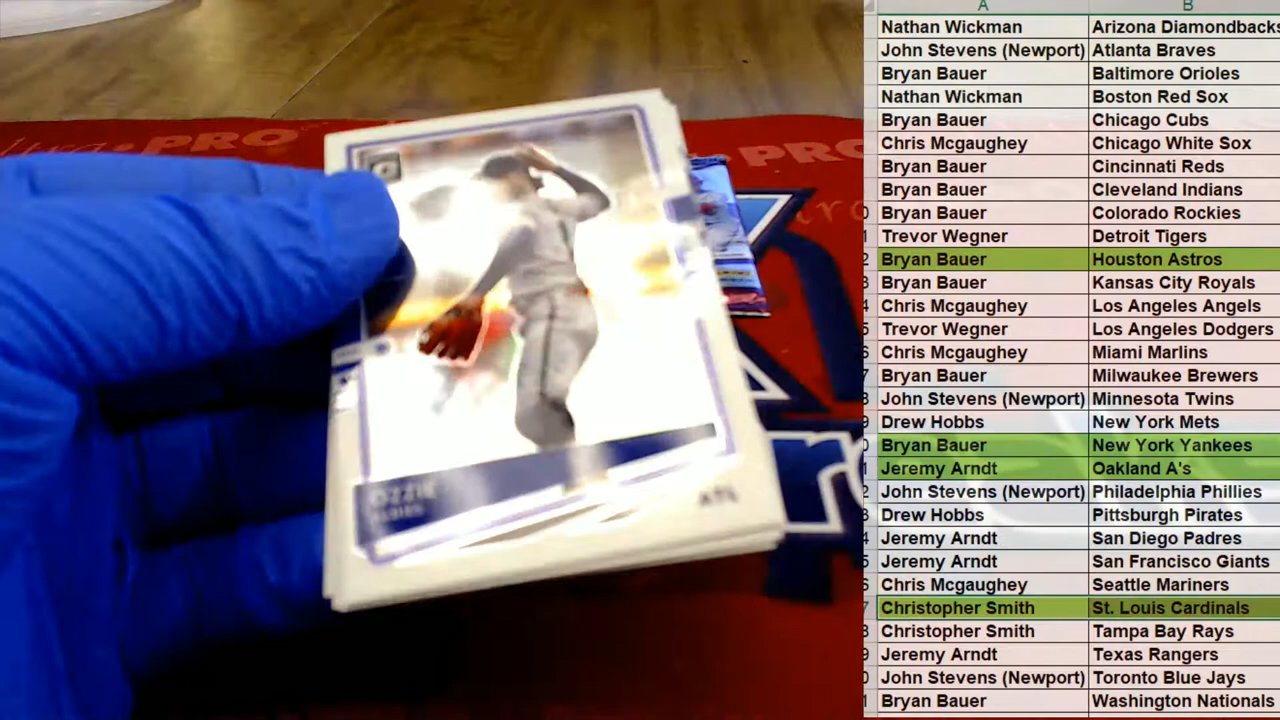 A B
Nathan Wickman Arizona Diamondbacks
John Stevens (Newport) Atlanta Braves
Bryan Bauer Baltimore Orioles
Nathan Wickman Boston Red Sox
Bryan Bauer Chicago Cubs
Chris Mcgaughey Chicago White Sox
Bryan Bauer Cincinnati Reds
Bryan Bauer Cleveland Indians
Bryan Bauer Colorado Rockies
Trevor Wegner Detroit Tigers
Bryan Bauer Houston Astros
Bryan Bauer Kansas City Royals
Chris Mcgaughey Los Angeles Angels
Trevor Wegner Los Angeles Dodgers
Chris Mcgaughey Miami Marlins
Bryan Bauer Milwaukee Brewers
John Stevens (Newport) Minnesota Twins
Drew Hobbs New York Mets
Bryan Bauer New York Yankees
Jeremy Arndt Oakland A's
John Stevens (Newport) Philadelphia Phillies
Drew Hobbs Pittsburgh Pirates
Jeremy Arndt San Diego Padres
Jeremy Arndt San Francisco Giants
Chris Mcgaughey Seattle Mariners
Christopher Smith St. Louis Cardinals
Christopher Smith Tampa Bay Rays
Jeremy Arndt Texas Rangers
John Stevens (Newport) Toronto Blue Jays
Bryan Bauer Washington Nationals
PRO
PRO
OZZIE
ATL